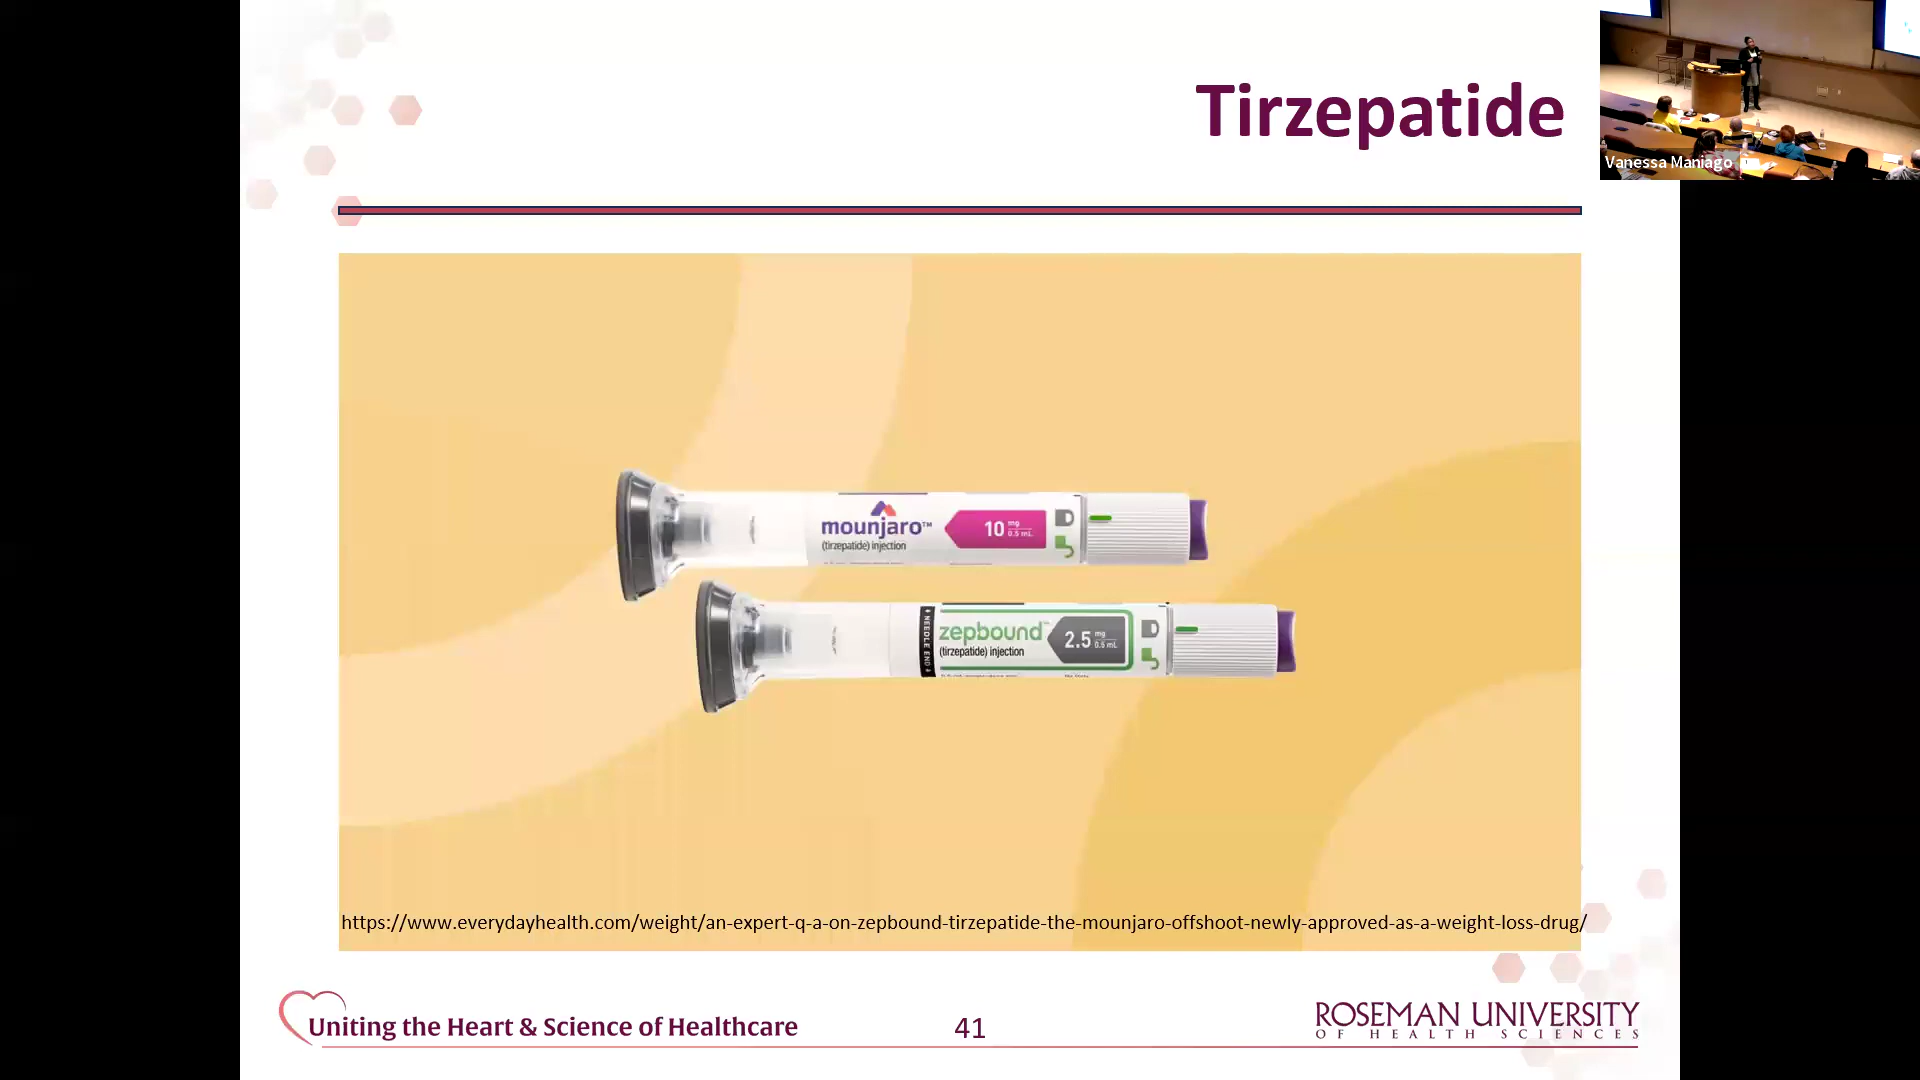 Tirzepatide
Vanessa Maniago
mounjaro™
(tirzepatide) injection
10 mg
0.5 mL
NEEDLE END
zepbound™
(tirzepatide) injection
2.5 mg
0.5 mL
https://www.everydayhealth.com/weight/an-expert-q-a-on-zepbound-tirzepatide-the-mounjaro-offshoot-newly-approved-as-a-weight-loss-drug/
Uniting the Heart & Science of Healthcare
41
ROSEMAN UNIVERSITY
OF HEALTH SCIENCES